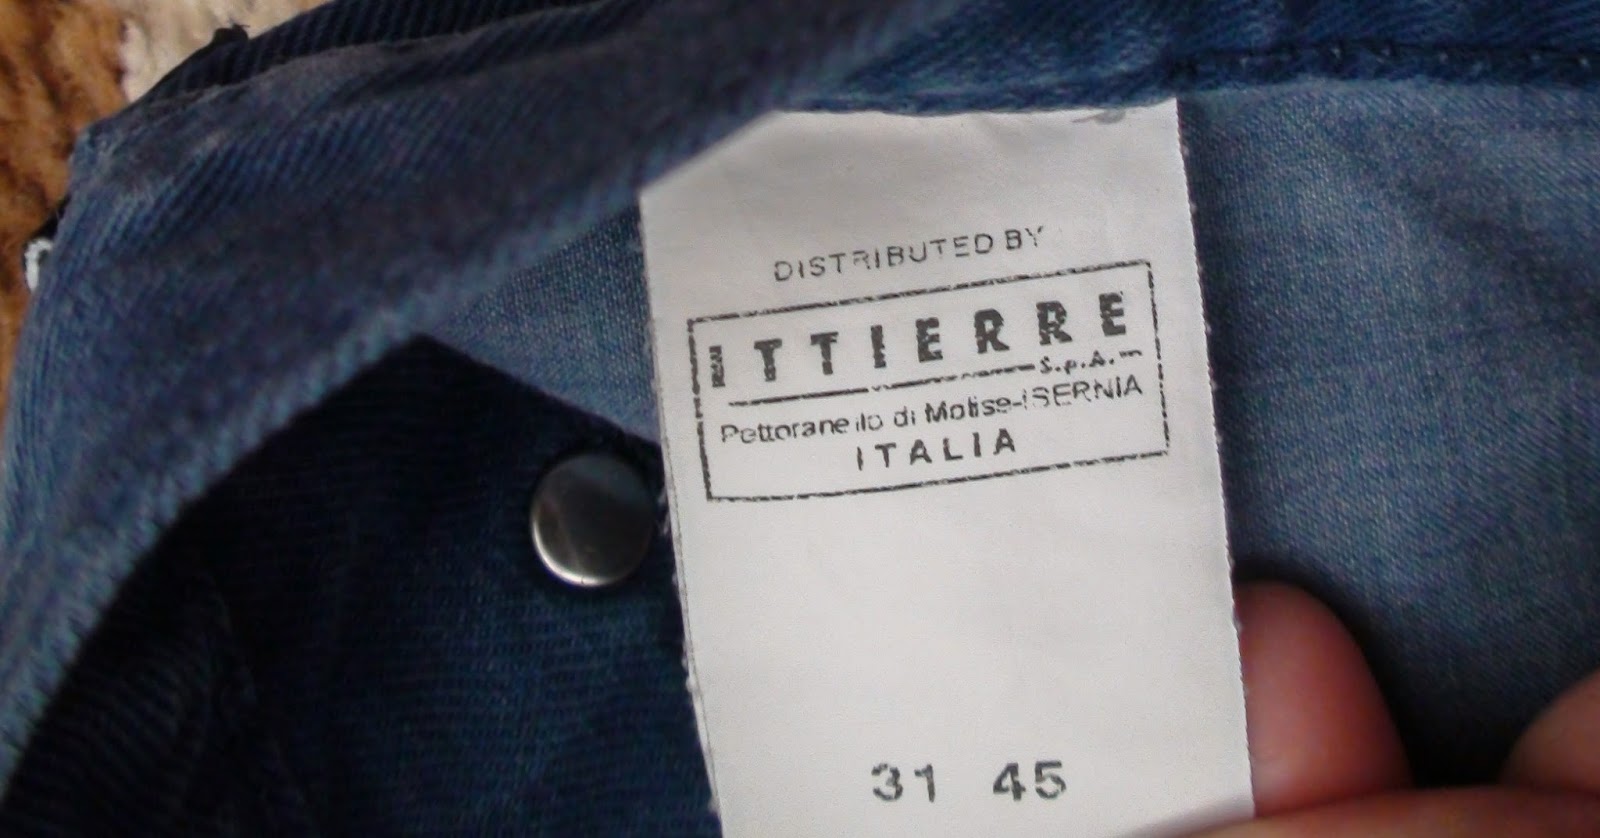 DISTRIBUTED BY
ITTIERRE
S.p.A.
Pettoranello di Molise-ISERNIA
ITALIA
31 45